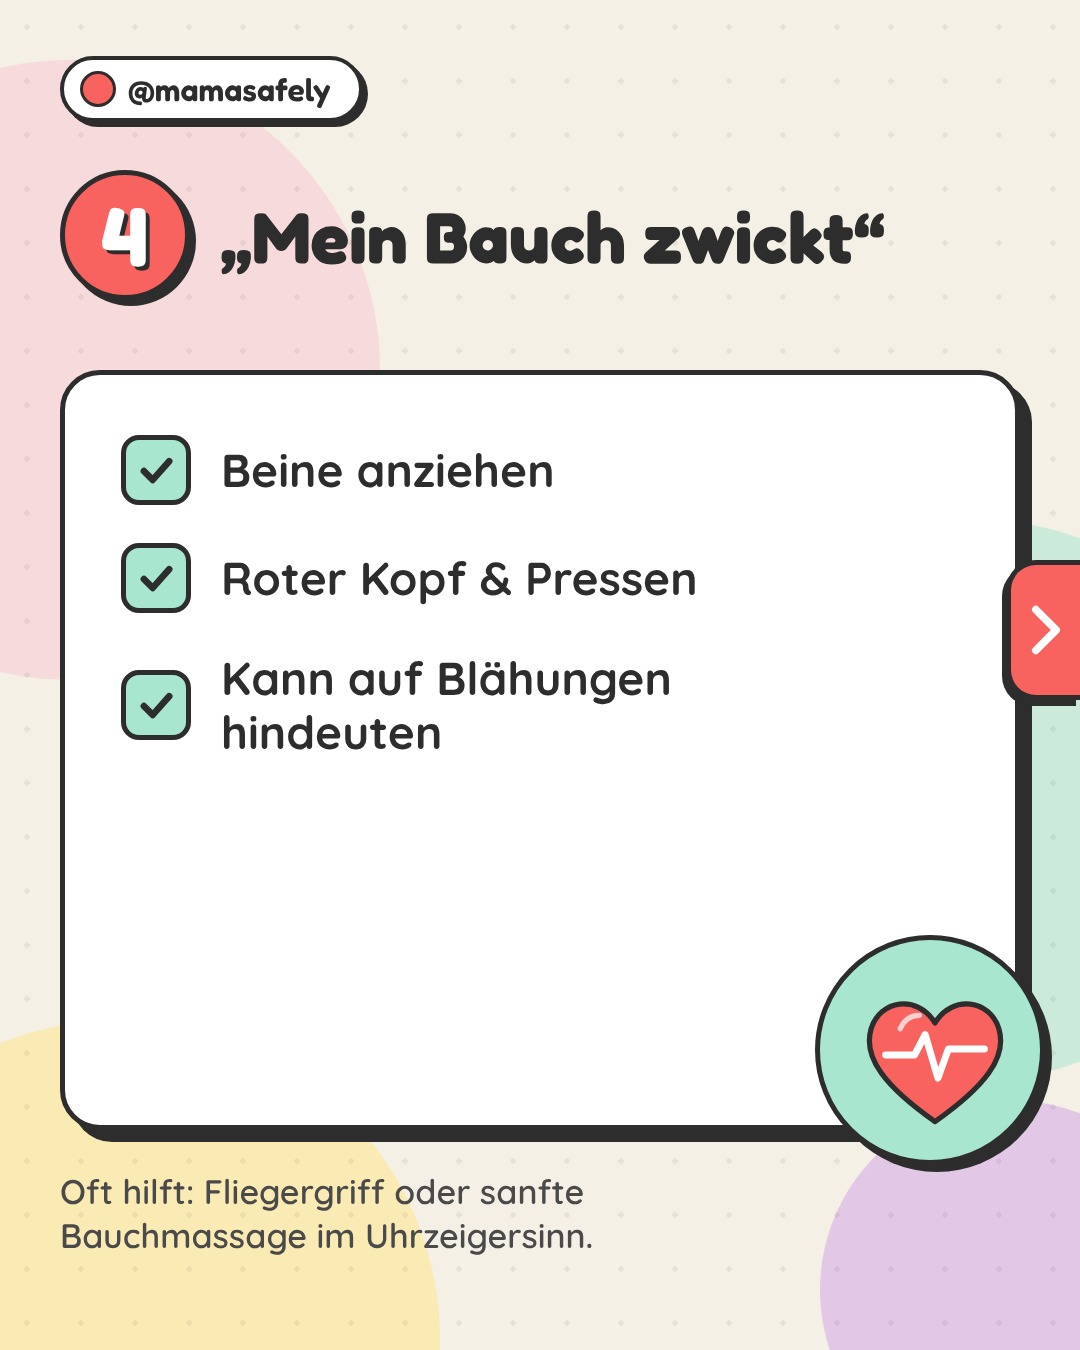 @mamasafely
4 „Mein Bauch zwickt“
Beine anziehen
Roter Kopf & Pressen
Kann auf Blähungen
hindeuten
Oft hilft: Fliegergriff oder sanfte
Bauchmassage im Uhrzeigersinn.